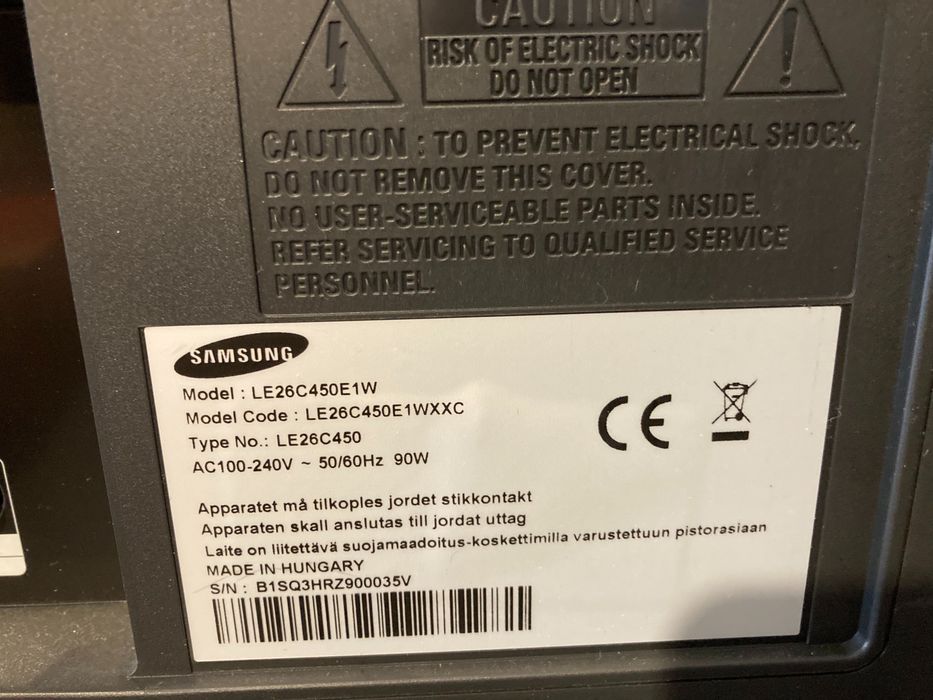 CAUTION
RISK OF ELECTRIC SHOCK
DO NOT OPEN
CAUTION : TO PREVENT ELECTRICAL SHOCK,
DO NOT REMOVE THIS COVER.
NO USER-SERVICEABLE PARTS INSIDE.
REFER SERVICING TO QUALIFIED SERVICE
PERSONNEL.
SAMSUNG
Model : LE26C450E1W
Model Code : LE26C450E1WXXC
Type No.: LE26C450
AC100-240V ~ 50/60Hz 90W
CE
Apparatet må tilkoples jordet stikkontakt
Apparaten skall anslutas till jordat uttag
Laite on liitettävä suojamaadoitus-koskettimilla varustettuun pistorasiaan
MADE IN HUNGARY
S/N : B1SQ3HRZ900035V